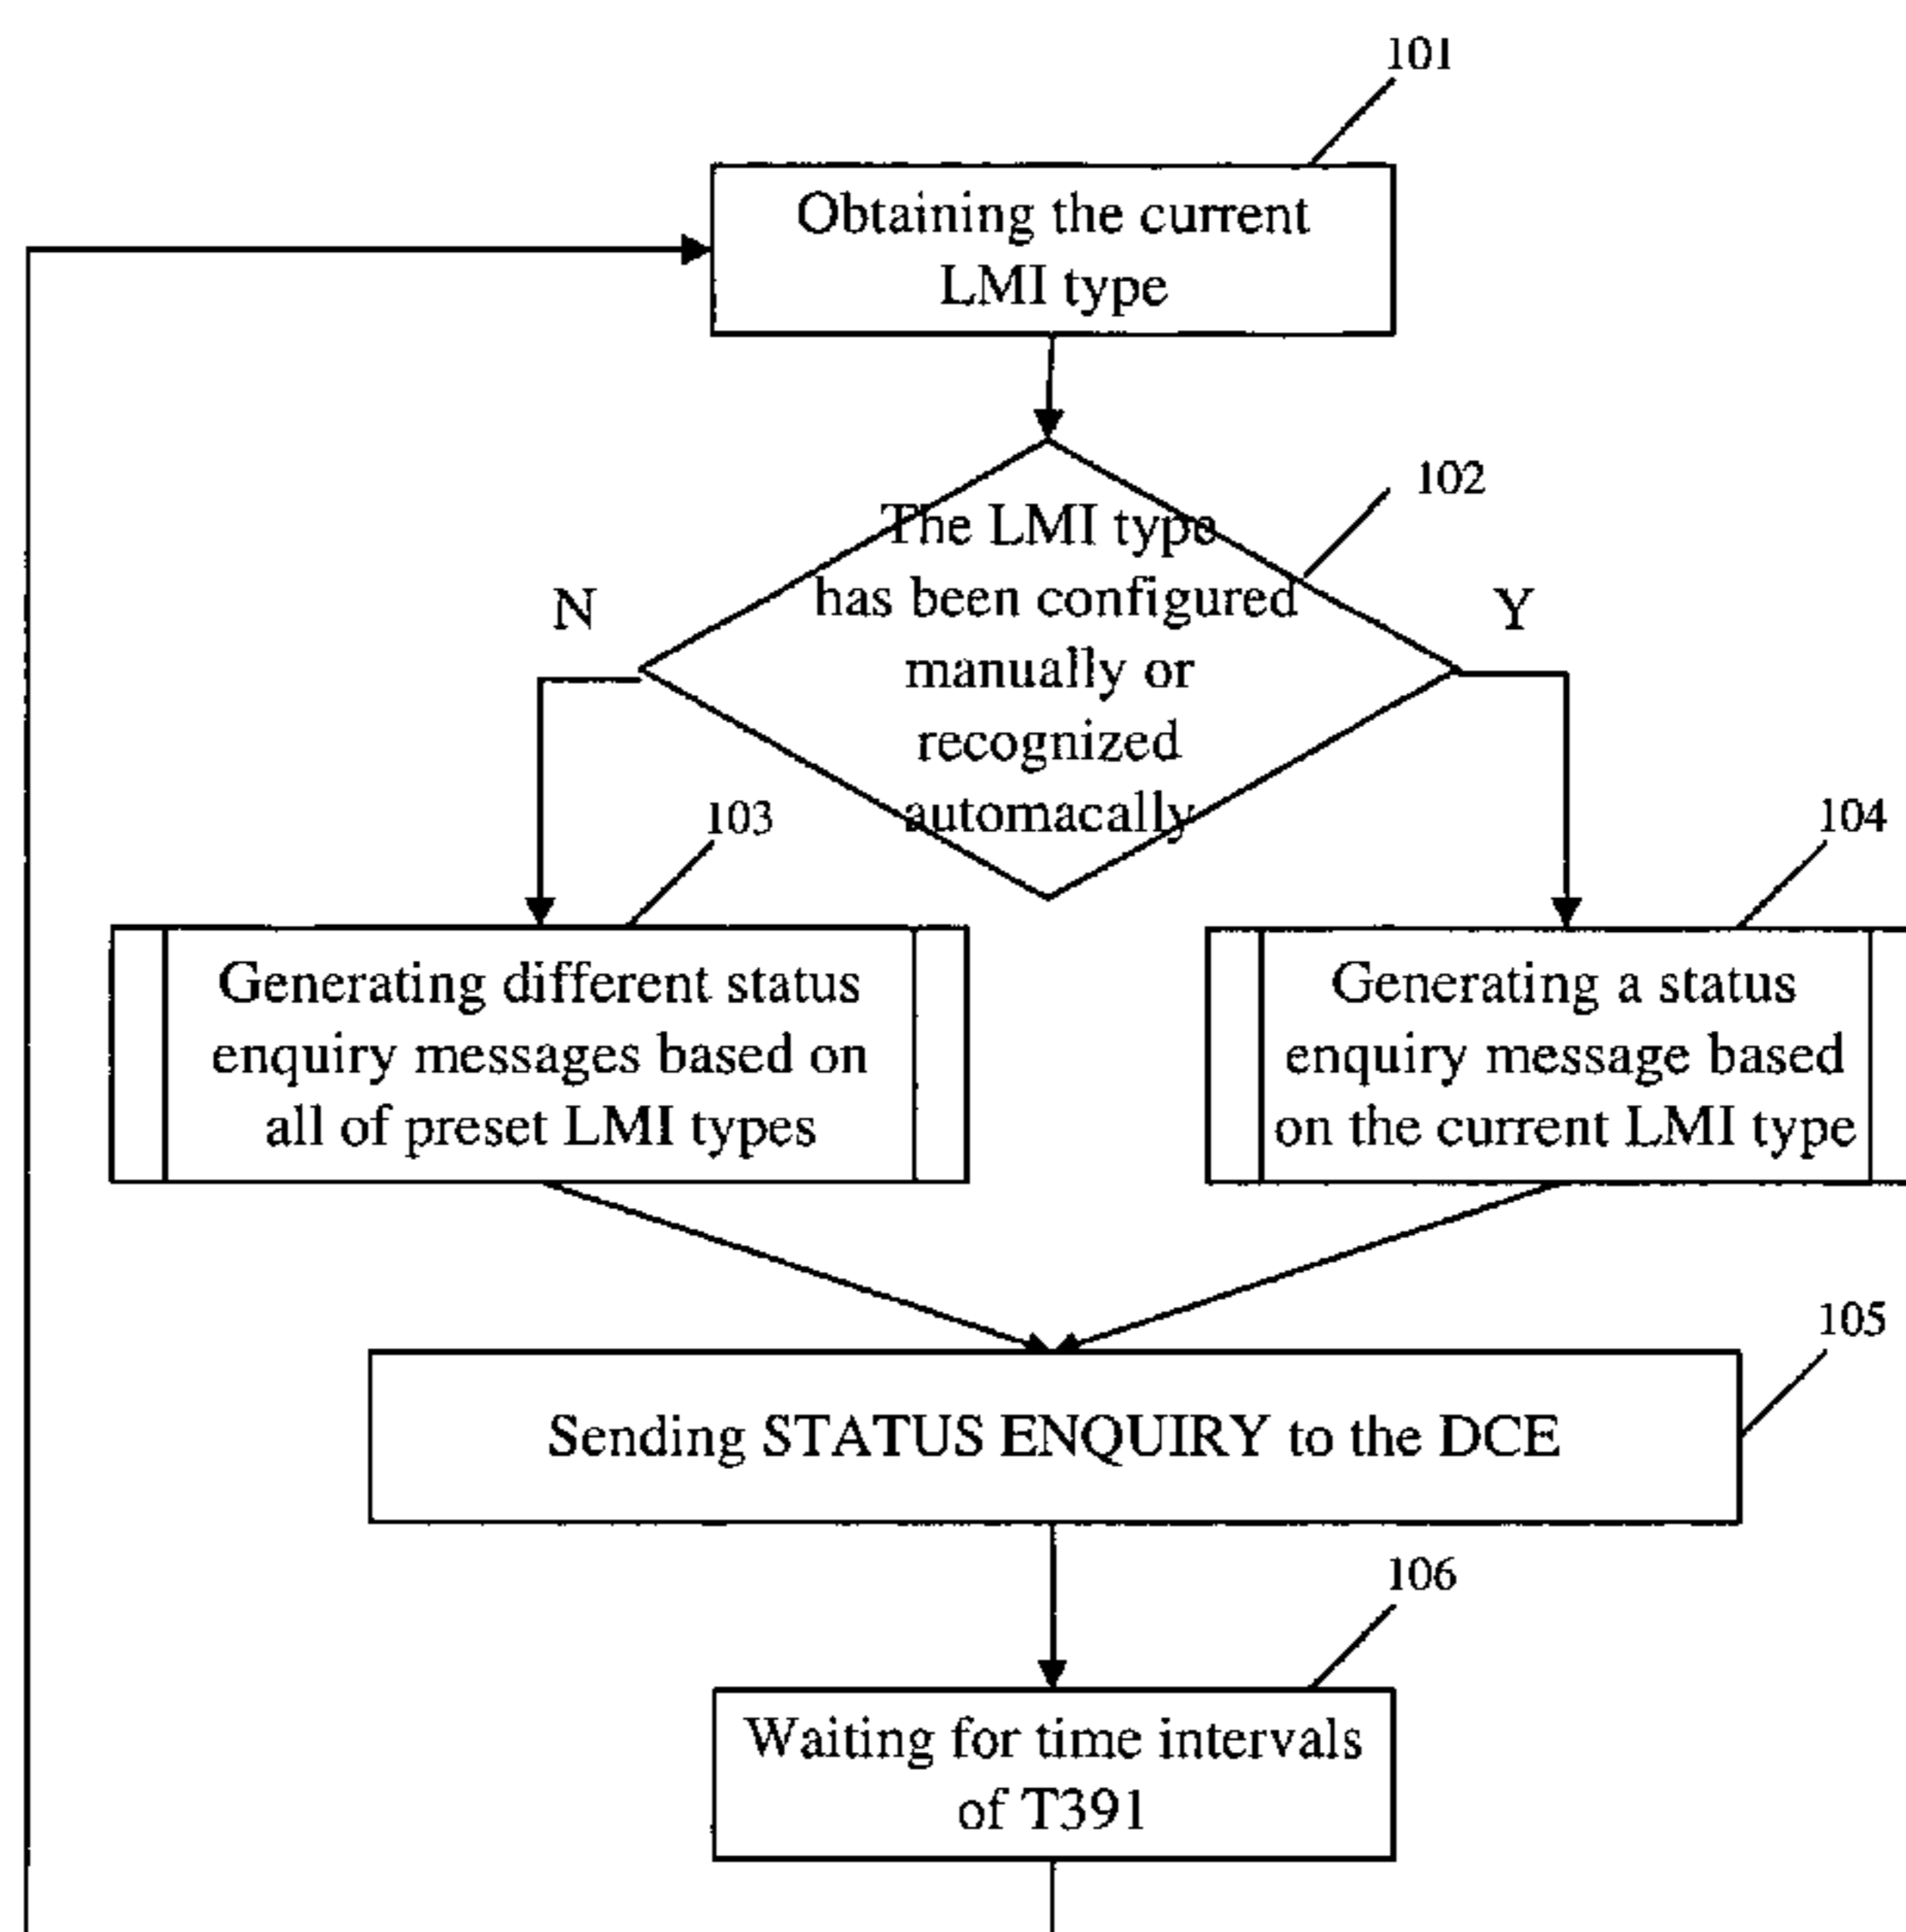 101
Obtaining the current
LMI type
102
The LMI type
has been configured
manually or
recognized
automacally
N
Y
103
104
Generating different status
enquiry messages based on
all of preset LMI types
Generating a status
enquiry message based
on the current LMI type
105
Sending STATUS ENQUIRY to the DCE
106
Waiting for time intervals
of T391